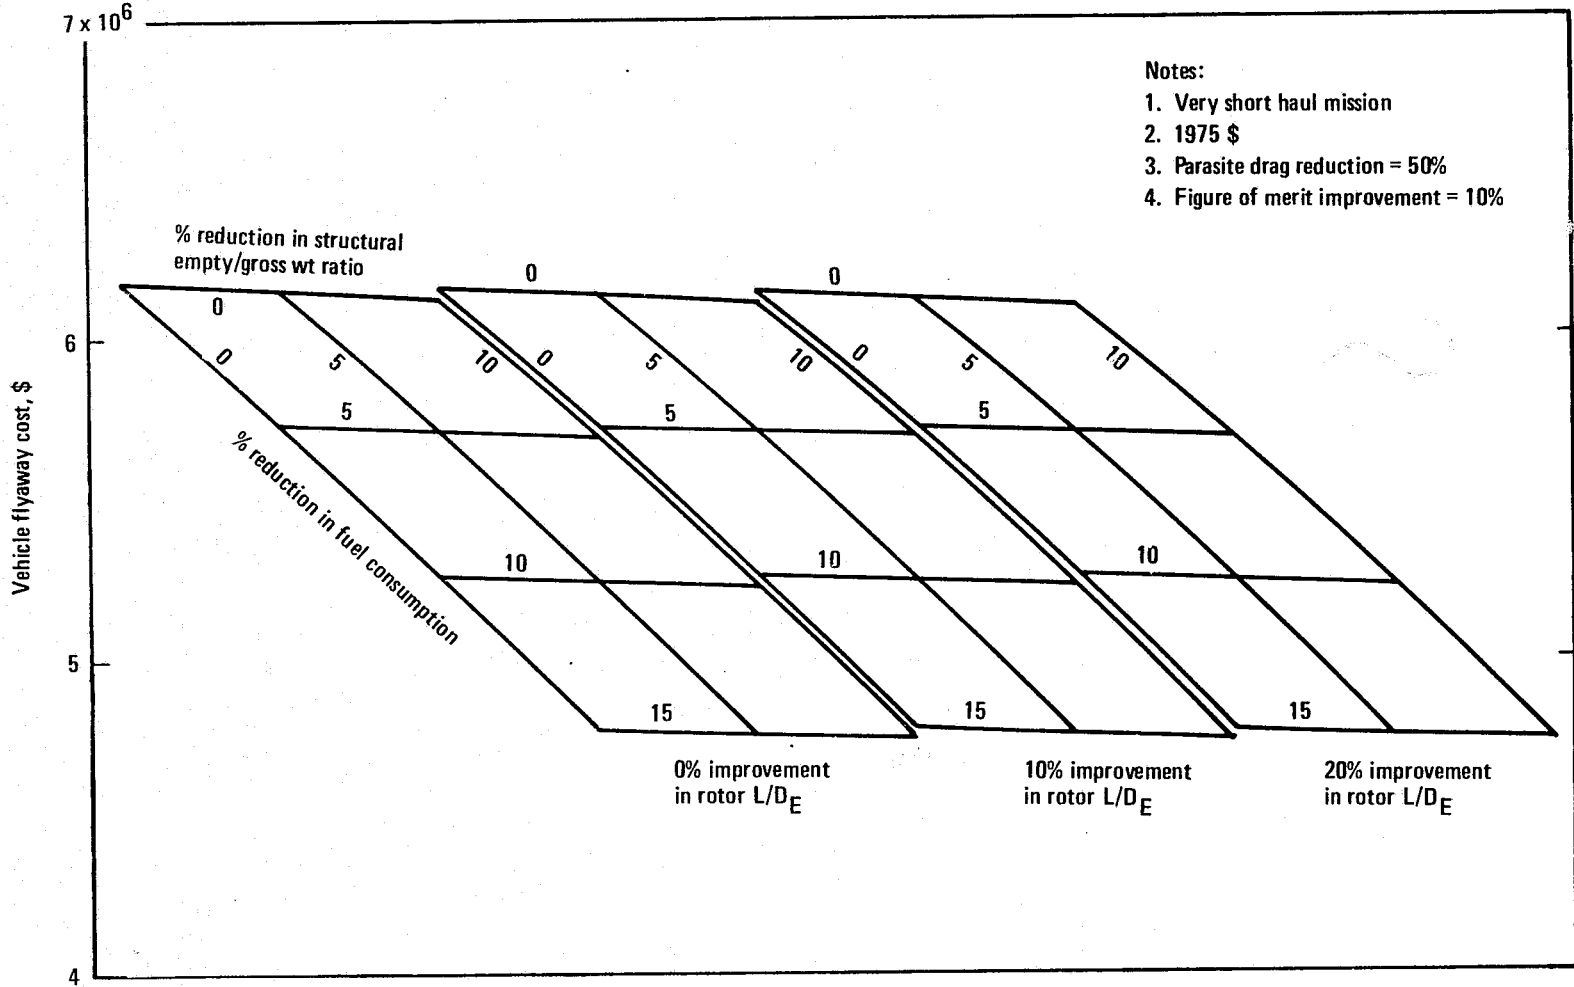 7 x 10⁶
Notes:
1. Very short haul mission
2. 1975 $
3. Parasite drag reduction = 50%
4. Figure of merit improvement = 10%
% reduction in structural
empty/gross wt ratio
0
0
0
6
0
5
10
0
5
10
0
5
10
5
5
5
Vehicle flyaway cost, $
% reduction in fuel consumption
10
10
10
5
15
15
15
0% improvement
in rotor L/D_E
10% improvement
in rotor L/D_E
20% improvement
in rotor L/D_E
4